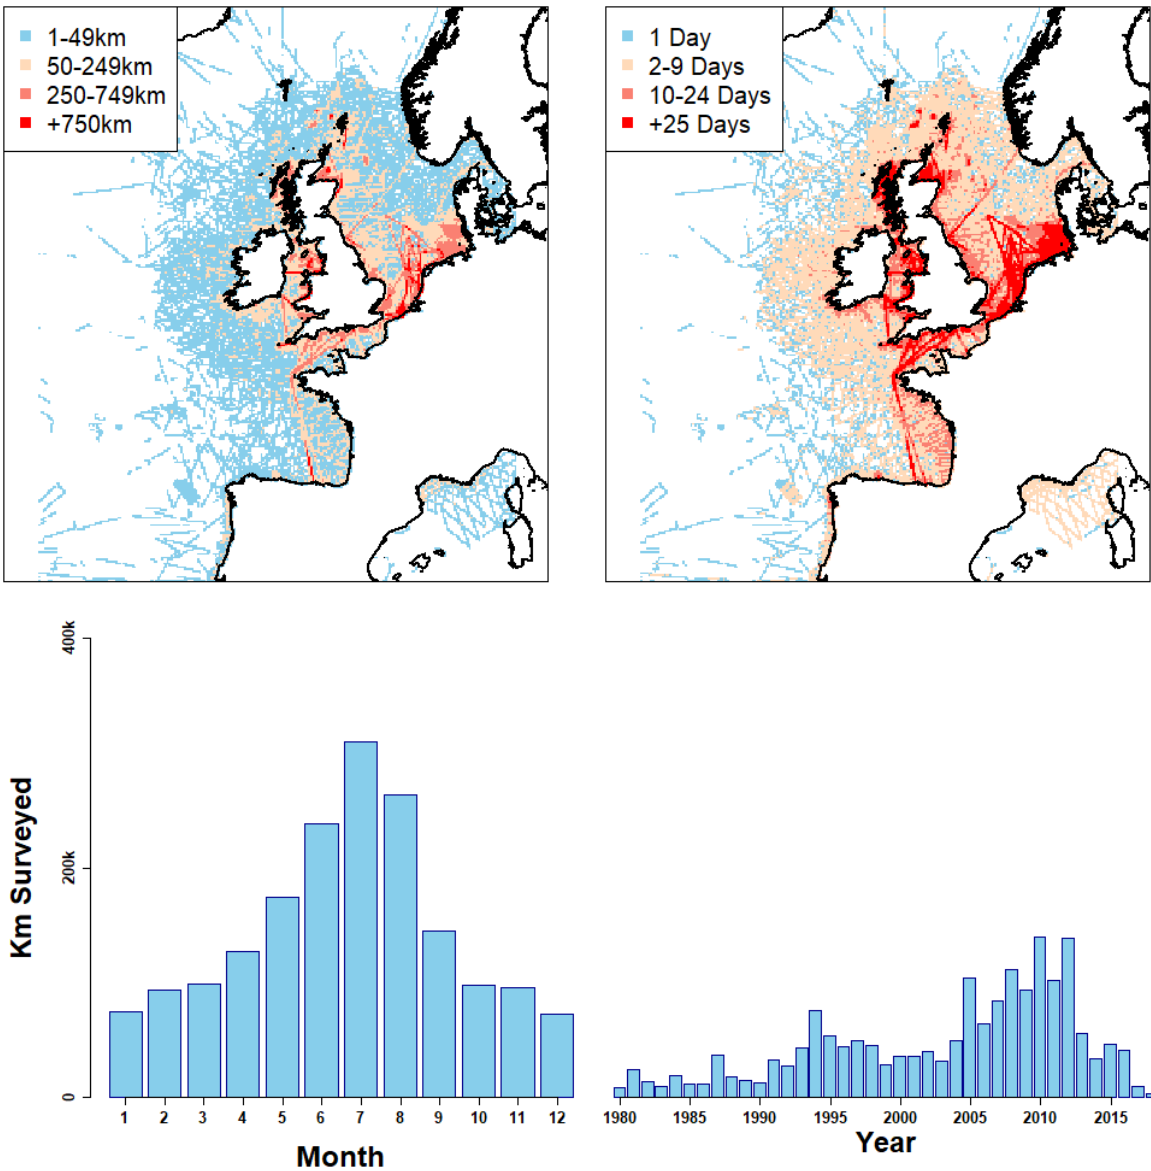 1-49km
50-249km
250-749km
+750km
1 Day
2-9 Days
10-24 Days
+25 Days
Km Surveyed
0 200k 400k
1 2 3 4 5 6 7 8 9 10 11 12
Month
1980 1985 1990 1995 2000 2005 2010 2015
Year